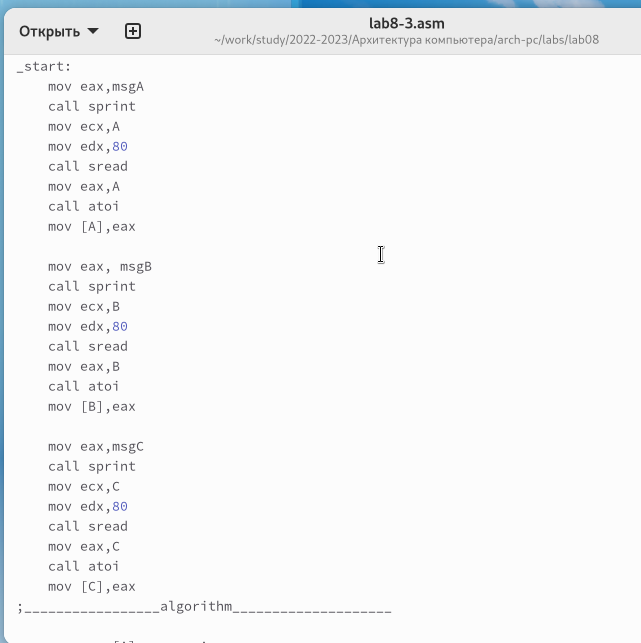 Открыть
lab8-3.asm
~/work/study/2022-2023/Архитектура компьютера/arch-pc/labs/lab08
_start:
mov eax,msgA
call sprint
mov ecx,A
mov edx,80
call sread
mov eax,A
call atoi
mov [A],eax
mov eax, msgB
call sprint
mov ecx,B
mov edx,80
call sread
mov eax,B
call atoi
mov [B],eax
mov eax,msgC
call sprint
mov ecx,C
mov edx,80
call sread
mov eax,C
call atoi
mov [C],eax
;_________________algorithm____________________